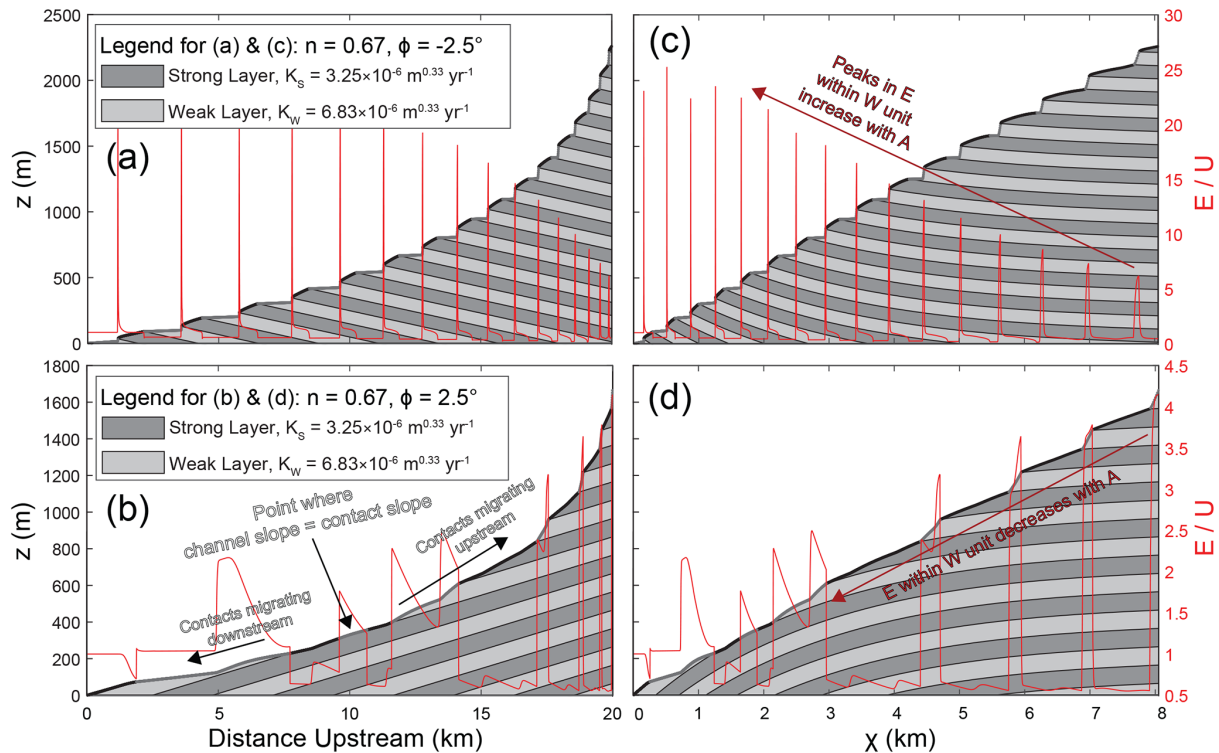 2500
2000
1500
1000
500
0
z (m)
Legend for (a) & (c): n = 0.67, ϕ = -2.5°
Strong Layer, K_S = 3.25×10⁻⁶ m⁰·³³ yr⁻¹
Weak Layer, K_W = 6.83×10⁻⁶ m⁰·³³ yr⁻¹
(a)
(c)
Peaks in E
within W unit
increase with A
30
25
20
15
10
5
0
E / U
1800
1600
1400
1200
1000
800
600
400
200
0
z (m)
Legend for (b) & (d): n = 0.67, ϕ = 2.5°
Strong Layer, K_S = 3.25×10⁻⁶ m⁰·³³ yr⁻¹
Weak Layer, K_W = 6.83×10⁻⁶ m⁰·³³ yr⁻¹
(b)
Point where
channel slope = contact slope
Contacts migrating
upstream
Contacts migrating
downstream
0 5 10 15 20
Distance Upstream (km)
(d)
E within W unit decreases with A
4.5
4
3.5
3
2.5
2
1.5
1
0.5
E / U
0 1 2 3 4 5 6 7 8
χ (km)